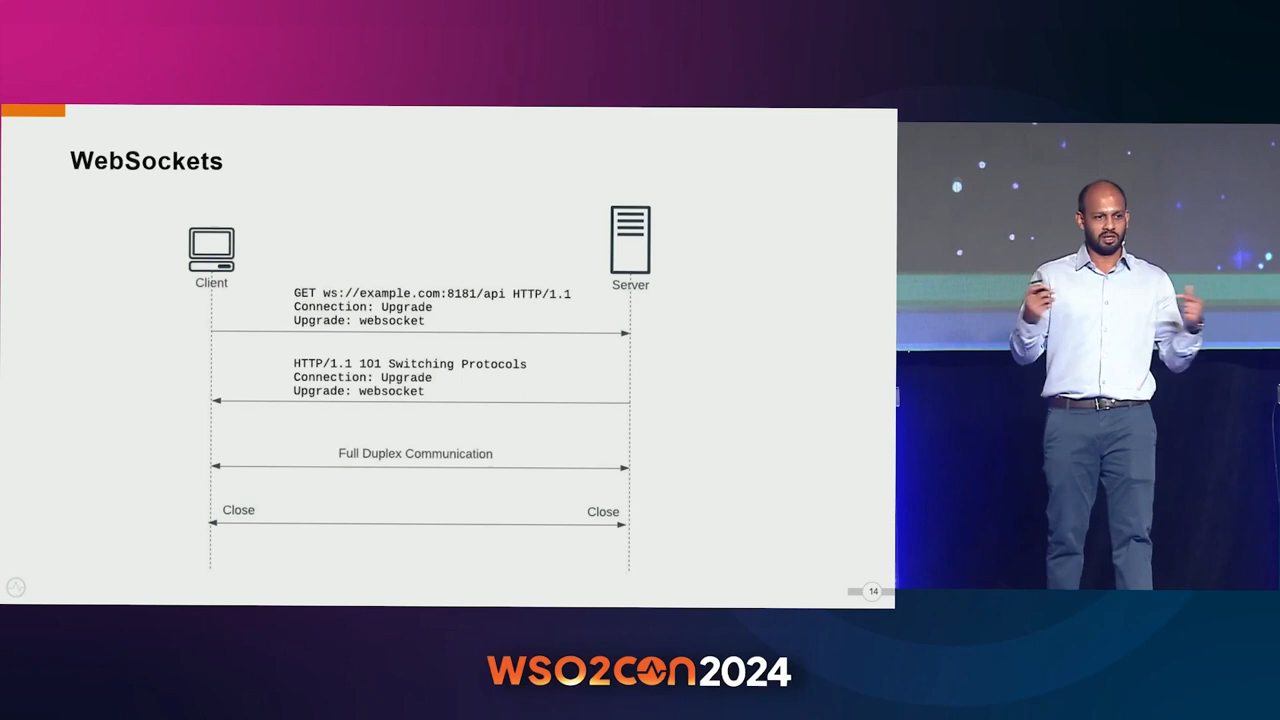 WebSockets
Client
Server
GET ws://example.com:8181/api HTTP/1.1
Connection: Upgrade
Upgrade: websocket
HTTP/1.1 101 Switching Protocols
Connection: Upgrade
Upgrade: websocket
Full Duplex Communication
Close
Close
14
WSO2CON2024